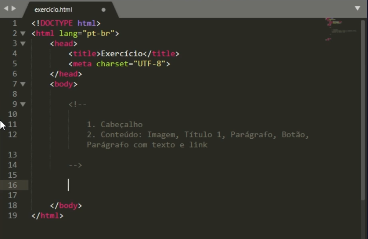 exercicio.html
1 <!DOCTYPE html>
2 <html lang="pt-br">
3 <head>
4 <title>Exercício</title>
5 <meta charset="UTF-8">
6 </head>
7 <body>
8
9 <!--
10
11 1. Cabeçalho
12 2. Conteúdo: Imagem, Título 1, Parágrafo, Botão,
Parágrafo com texto e link
13
14 -->
15
16
17
18 </body>
19 </html>